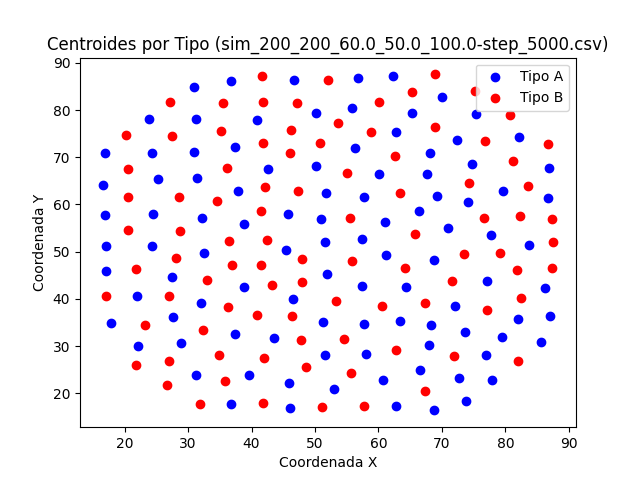 Centroides por Tipo (sim_200_200_60.0_50.0_100.0-step_5000.csv)
Tipo A
Tipo B
90
80
70
60
50
40
30
20
Coordenada Y
20 30 40 50 60 70 80 90
Coordenada X